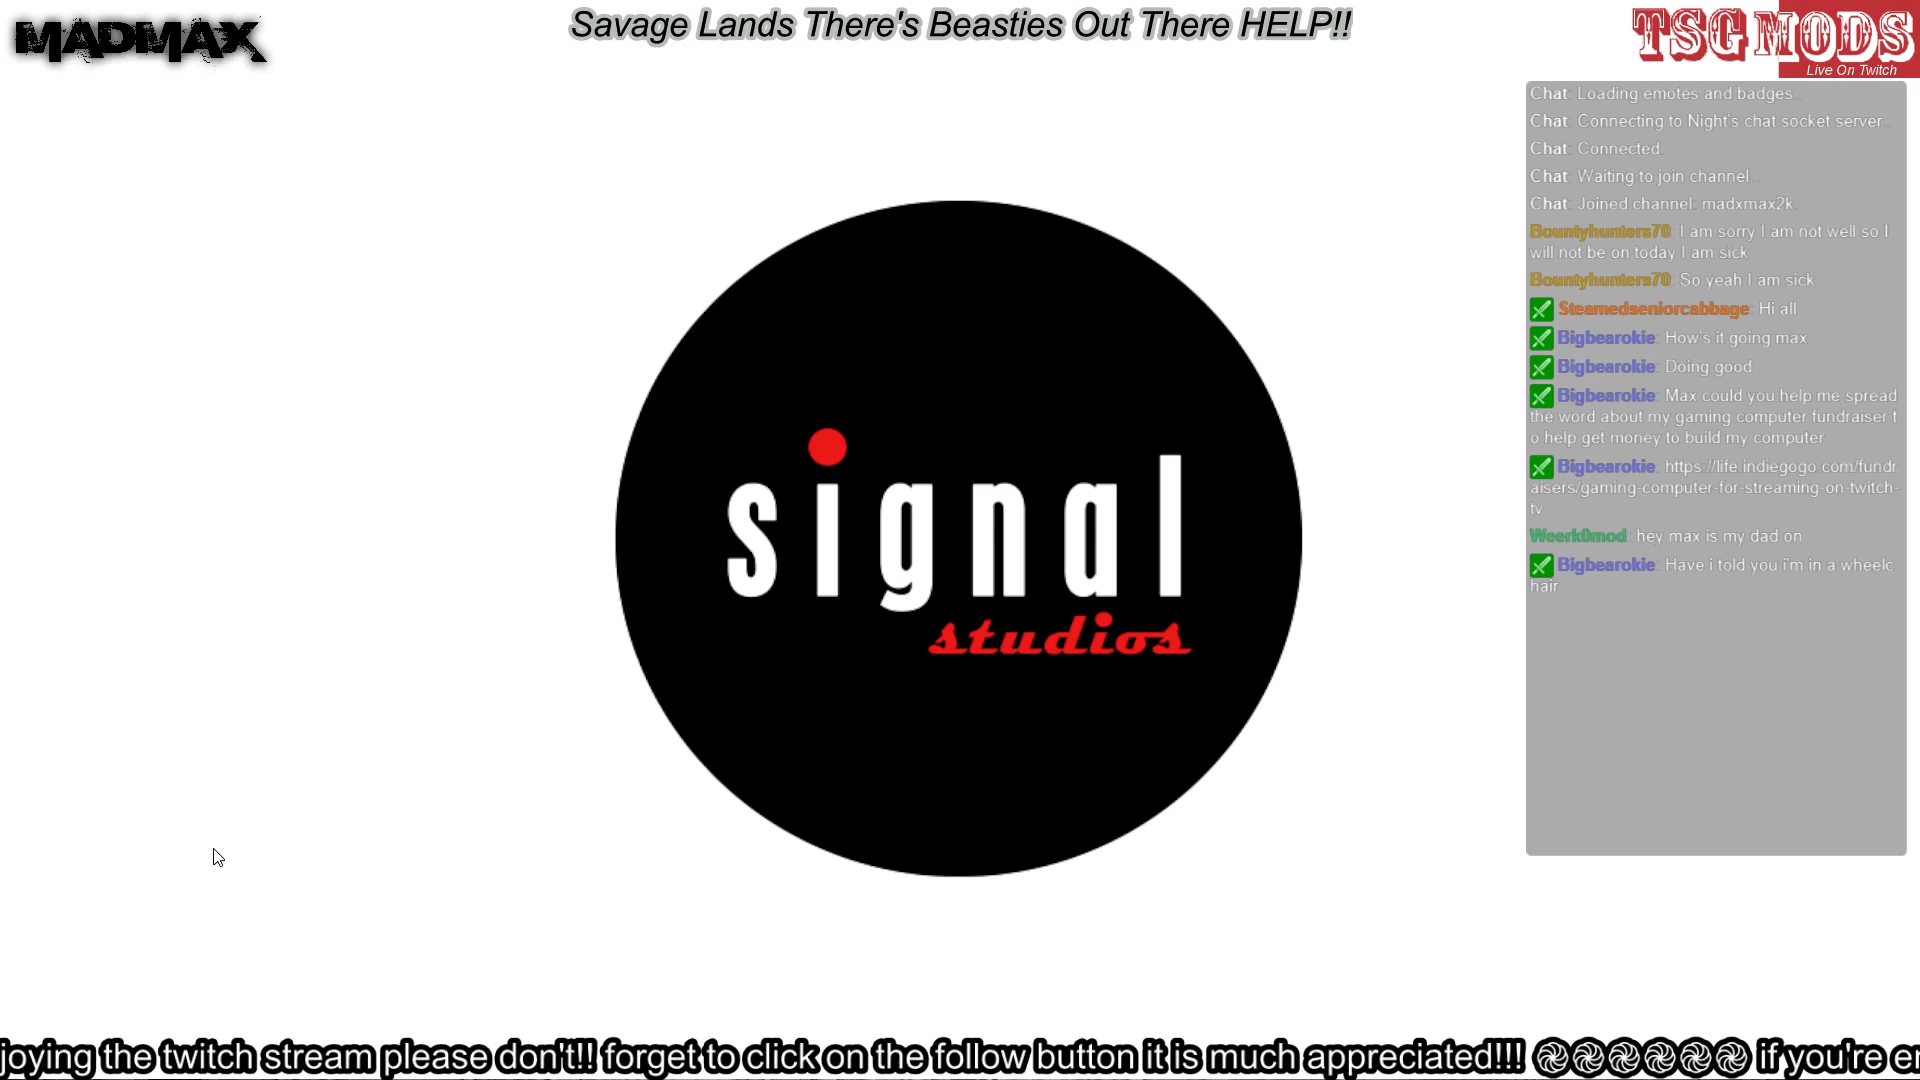 MADMAX
Savage Lands There's Beasties Out There HELP!!
TSG MODS
Live On Twitch
Chat: Loading emotes and badges...
Chat: Connecting to Night's chat socket server...
Chat: Connected.
Chat: Waiting to join channel...
Chat: Joined channel: madxmax2k.
Bountyhunters70: I am sorry I am not well so I
will not be on today I am sick
Bountyhunters70: So yeah I am sick
Steamedseniorcabbage: Hi all
Bigbearokie: How's it going max
Bigbearokie: Doing good
Bigbearokie: Max could you help me spread
the word about my gaming computer fundraiser t
o help get money to build my computer
Bigbearokie: https://life.indiegogo.com/fundr
aisers/gaming-computer-for-streaming-on-twitch-
tv
Weerk0mod: hey max is my dad on
Bigbearokie: Have i told you i'm in a wheelc
hair
signal
studios
joying the twitch stream please don't!! forget to click on the follow button it is much appreciated!!! if you're en